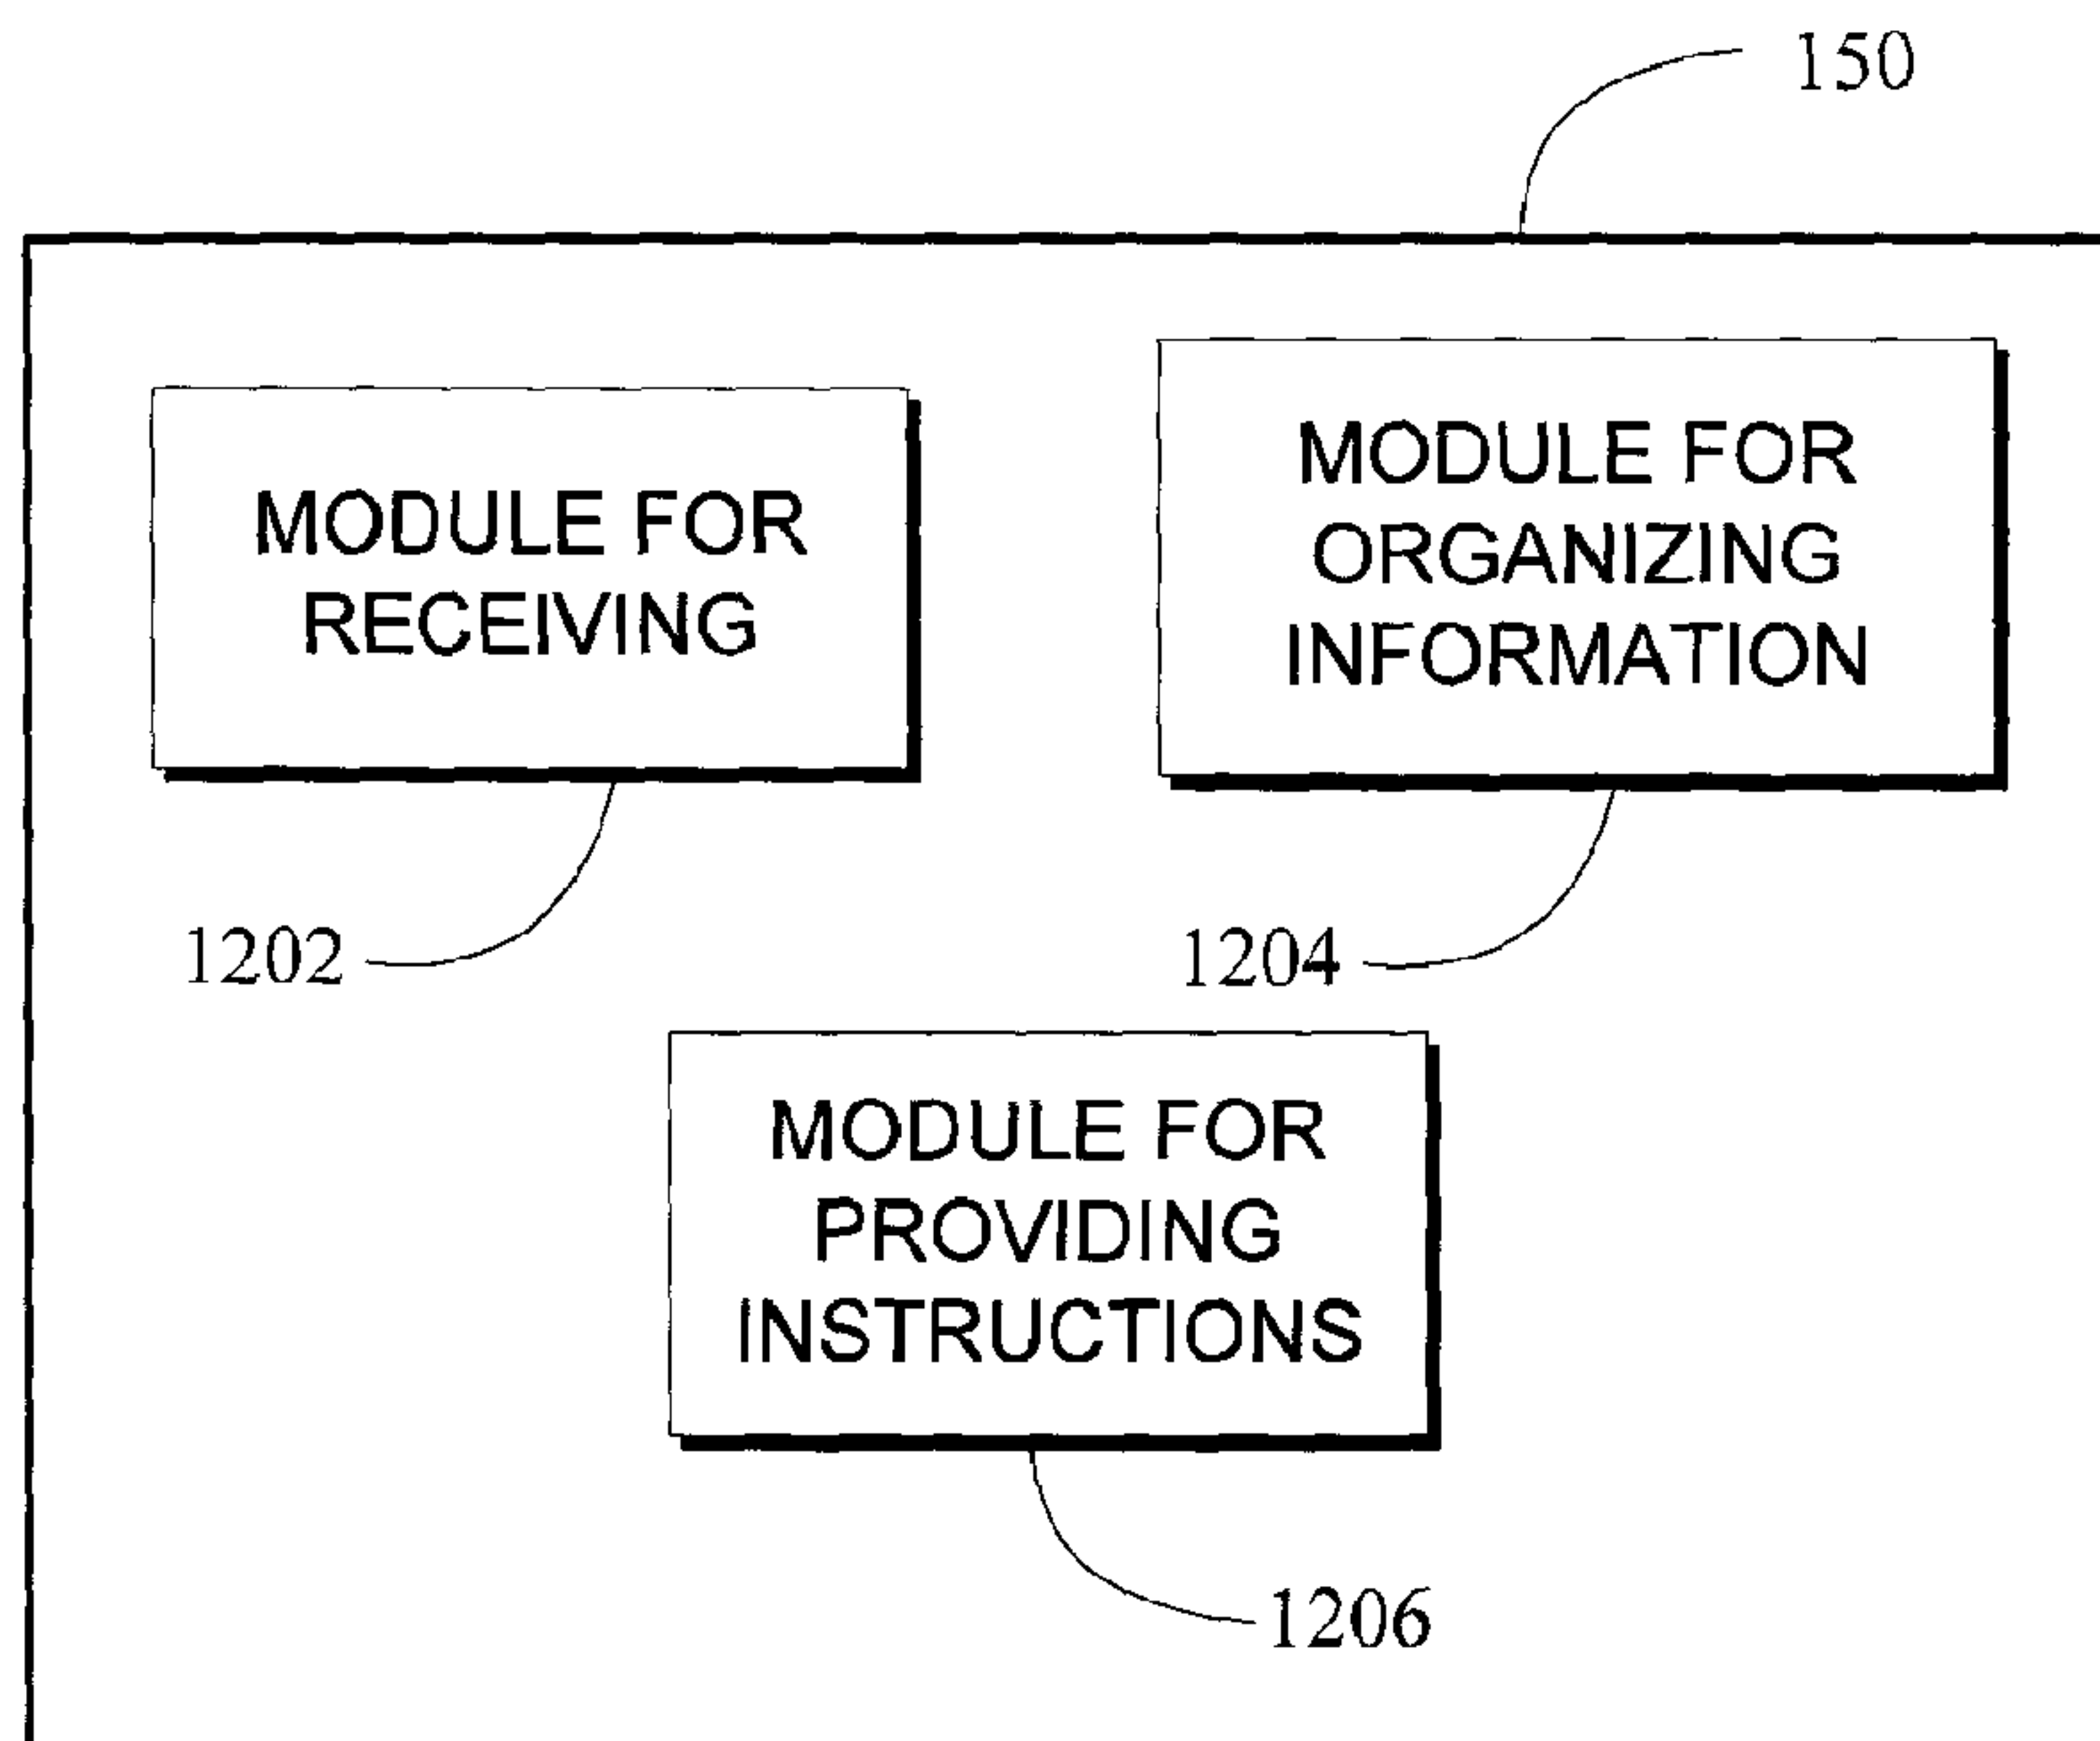 150
MODULE FOR
RECEIVING
MODULE FOR
ORGANIZING
INFORMATION
1202
1204
MODULE FOR
PROVIDING
INSTRUCTIONS
1206